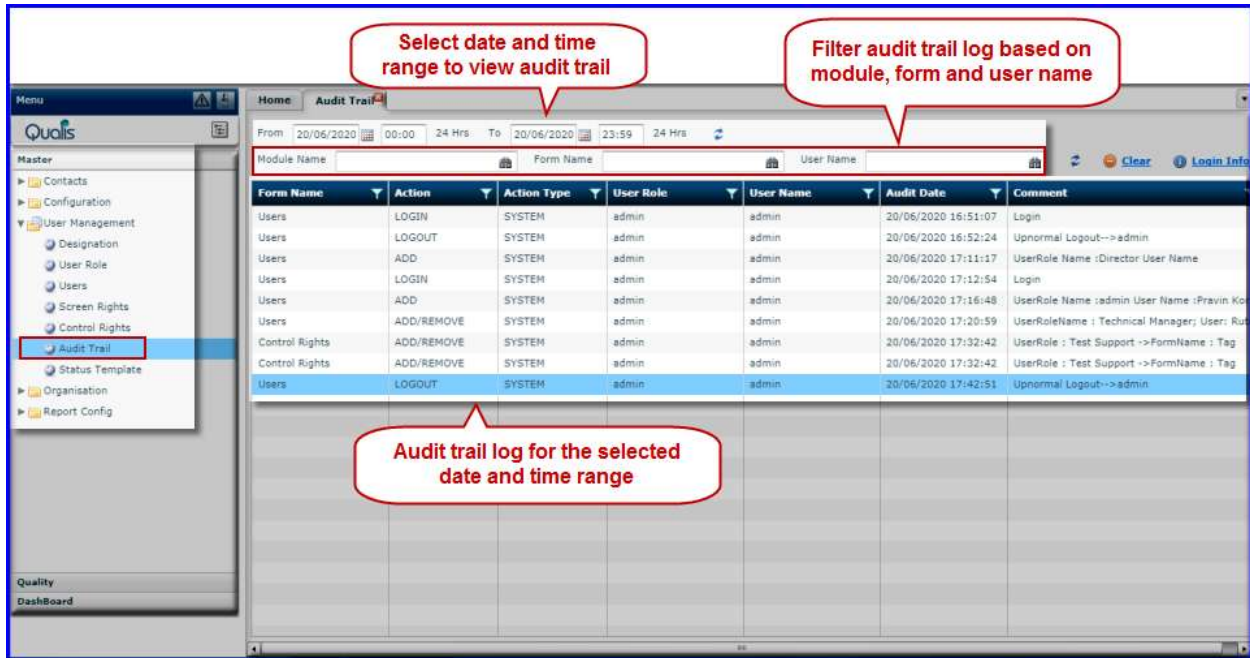 Select date and time
range to view audit trail
Filter audit trail log based on
module, form and user name
Menu
Home Audit Trail
Qualis
From 20/06/2020 00:00 24 Hrs To 20/06/2020 23:59 24 Hrs
Master
Module Name Form Name User Name Clear Login Info
Contacts
Configuration
User Management
Designation
User Role
Users
Screen Rights
Control Rights
Audit Trail
Status Template
Organisation
Report Config
Form Name Action Action Type User Role User Name Audit Date Comment
Users LOGIN SYSTEM admin admin 20/06/2020 16:51:07 Login
Users LOGOUT SYSTEM admin admin 20/06/2020 16:52:24 Upnormal Logout-->admin
Users ADD SYSTEM admin admin 20/06/2020 17:11:17 UserRole Name :Director User Name
Users LOGIN SYSTEM admin admin 20/06/2020 17:12:54 Login
Users ADD SYSTEM admin admin 20/06/2020 17:16:48 UserRole Name :admin User Name :Pravin Kor
Users ADD/REMOVE SYSTEM admin admin 20/06/2020 17:20:59 UserRoleName : Technical Manager; User: Rut
Control Rights ADD/REMOVE SYSTEM admin admin 20/06/2020 17:32:42 UserRole : Test Support ->FormName : Tag
Control Rights ADD/REMOVE SYSTEM admin admin 20/06/2020 17:32:42 UserRole : Test Support ->FormName : Tag
Users LOGOUT SYSTEM admin admin 20/06/2020 17:42:51 Upnormal Logout-->admin
Audit trail log for the selected
date and time range
Quality
DashBoard